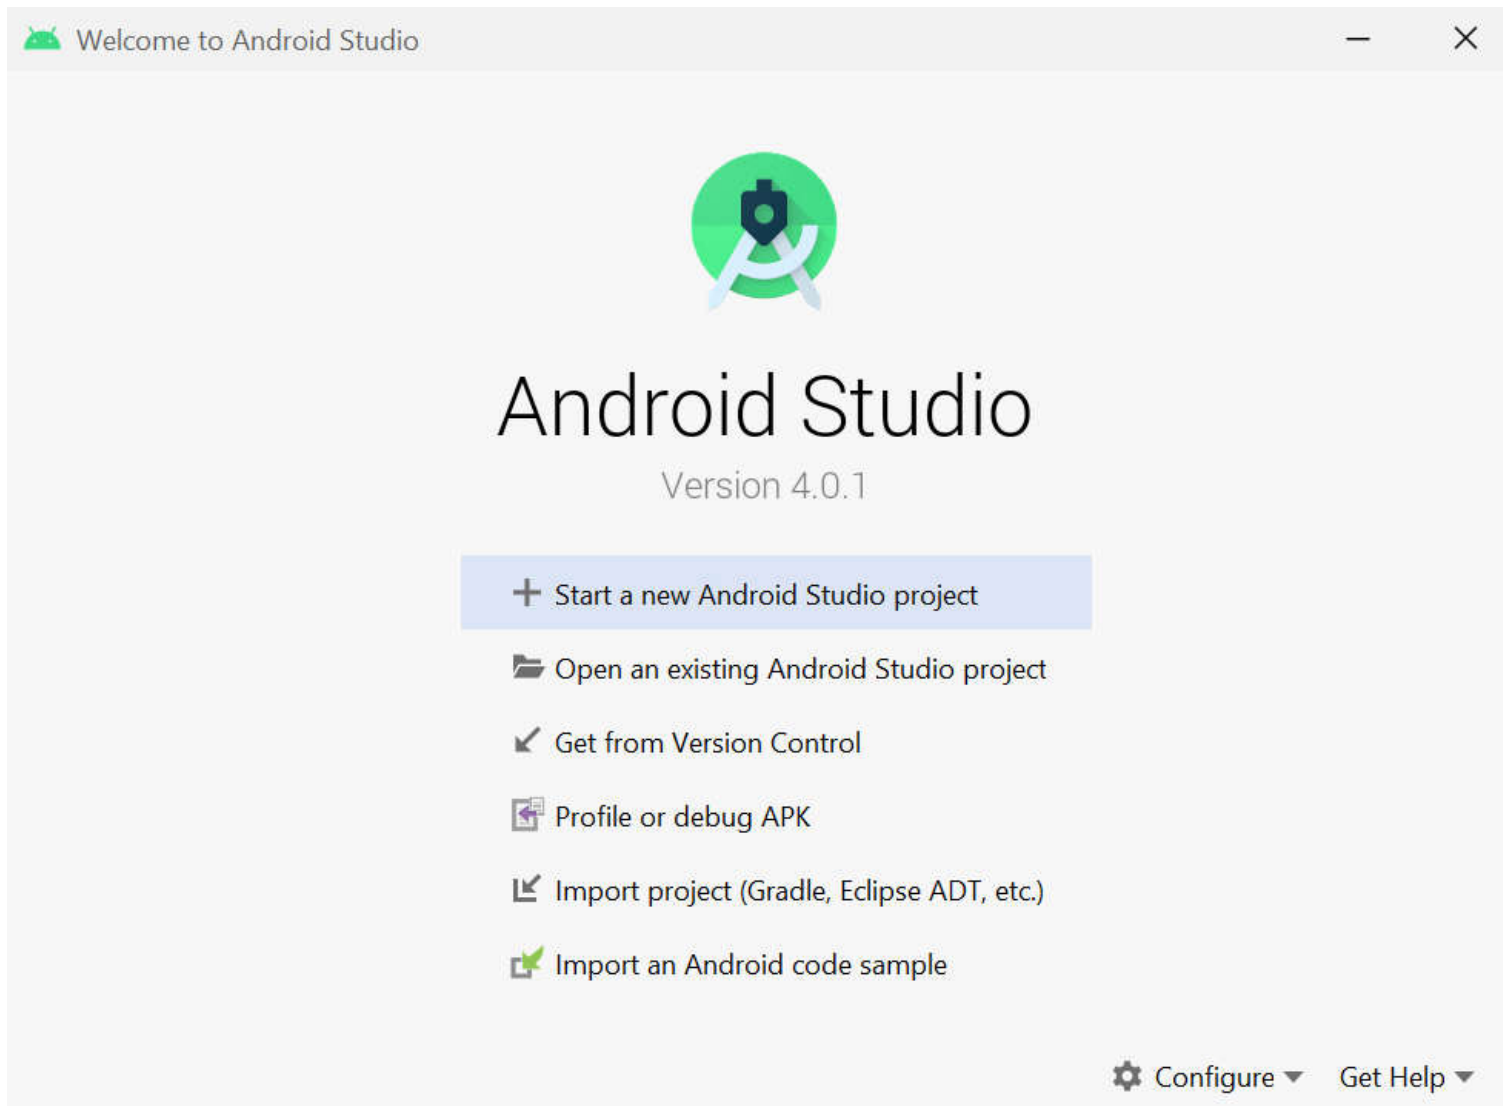 Welcome to Android Studio
Android Studio
Version 4.0.1
Start a new Android Studio project
Open an existing Android Studio project
Get from Version Control
Profile or debug APK
Import project (Gradle, Eclipse ADT, etc.)
Import an Android code sample
Configure
Get Help